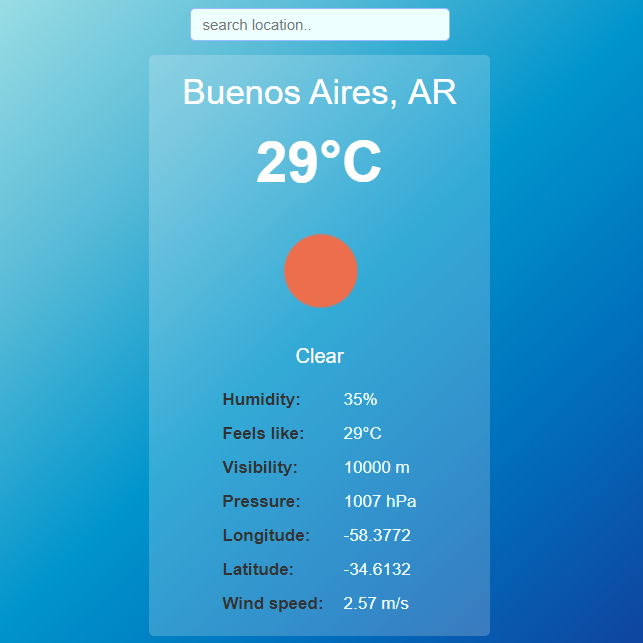 search location..
Buenos Aires, AR
29°C
Clear
Humidity: 35%
Feels like: 29°C
Visibility: 10000 m
Pressure: 1007 hPa
Longitude: -58.3772
Latitude: -34.6132
Wind speed: 2.57 m/s